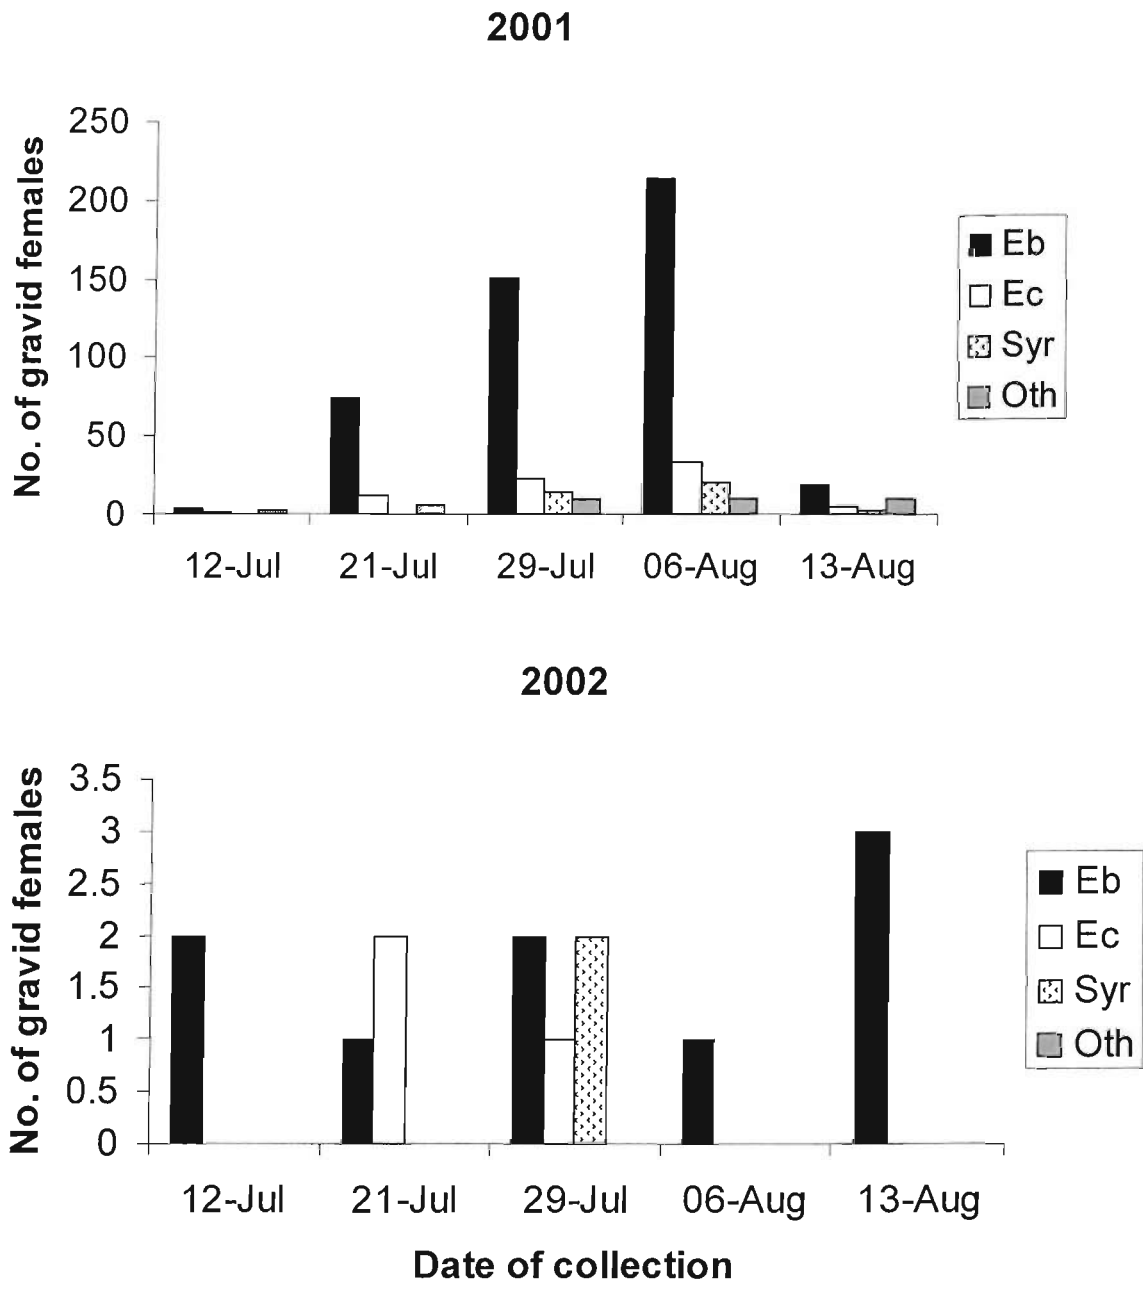 2001
No. of gravid females
250
200
150
100
50
0
12-Jul 21-Jul 29-Jul 06-Aug 13-Aug
Eb
Ec
Syr
Oth
2002
No. of gravid females
3.5
3
2.5
2
1.5
1
0.5
0
12-Jul 21-Jul 29-Jul 06-Aug 13-Aug
Date of collection
Eb
Ec
Syr
Oth